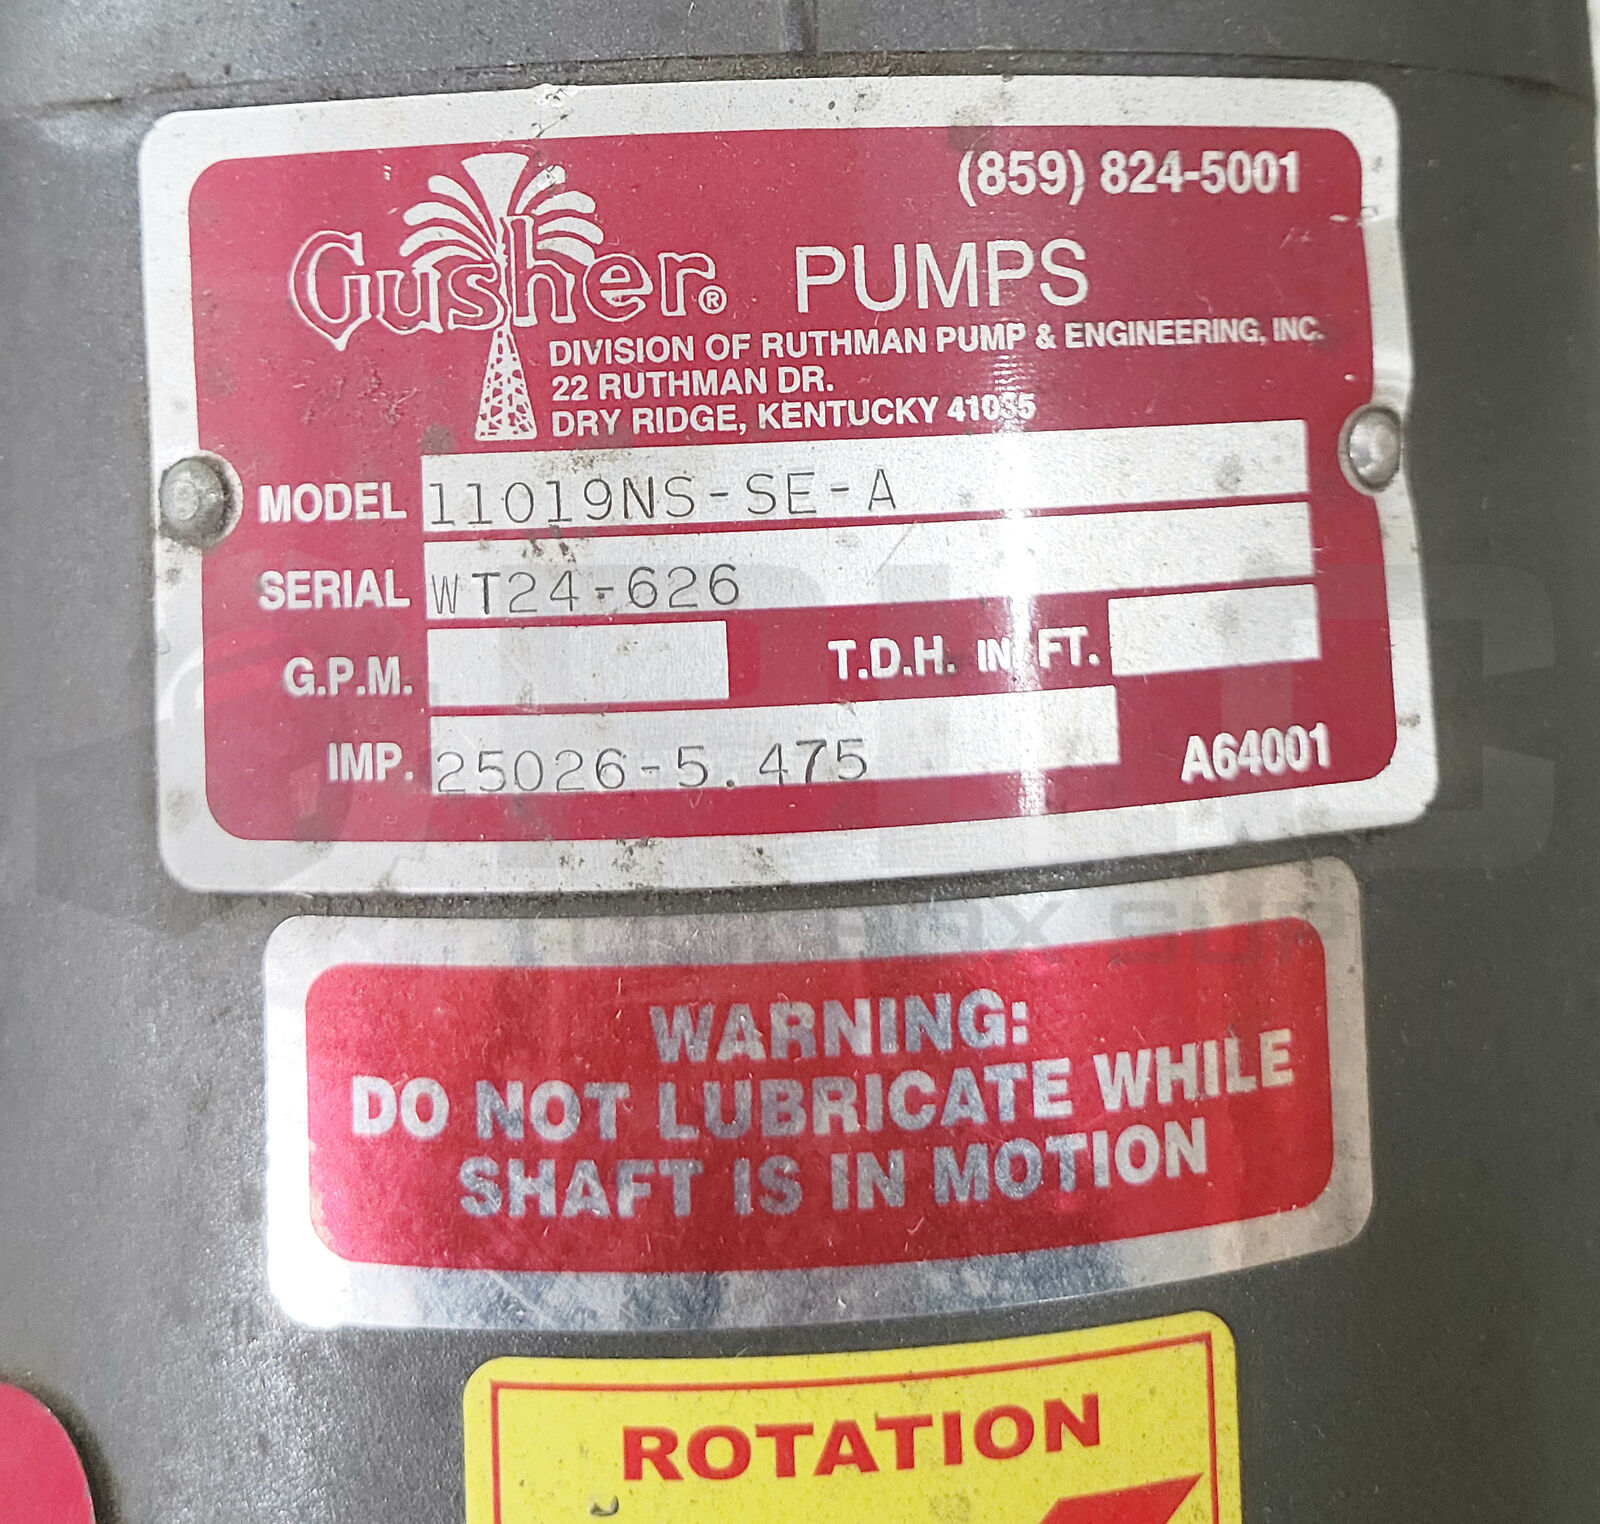 (859) 824-5001
Gusher® PUMPS
DIVISION OF RUTHMAN PUMP & ENGINEERING, INC.
22 RUTHMAN DR.
DRY RIDGE, KENTUCKY 41035
MODEL 11019NS-SE-A
SERIAL WT24-626
G.P.M. T.D.H. IN FT.
IMP. 25026-5.475 A64001
WARNING:
DO NOT LUBRICATE WHILE
SHAFT IS IN MOTION
ROTATION